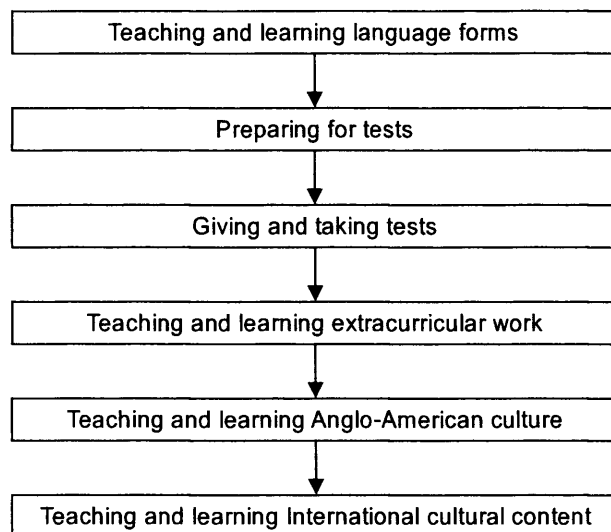 Teaching and learning language forms
Preparing for tests
Giving and taking tests
Teaching and learning extracurricular work
Teaching and learning Anglo-American culture
Teaching and learning International cultural content